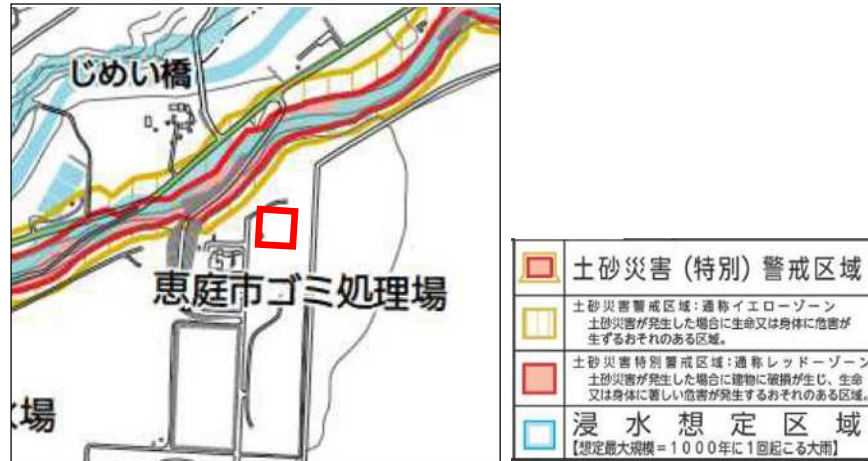 じめい橋
恵庭市ゴミ処理場
水場
土砂災害(特別)警戒区域
土砂災害警戒区域:通称イエローゾーン
土砂災害が発生した場合に生命又は身体に危害が
生ずるおそれのある区域。
土砂災害特別警戒区域:通称レッドゾーン
土砂災害が発生した場合に建物に破損が生じ、生命
又は身体に著しい危害が発生するおそれのある区域。
浸水想定区域
【想定最大規模=1000年に1回起こる大雨】